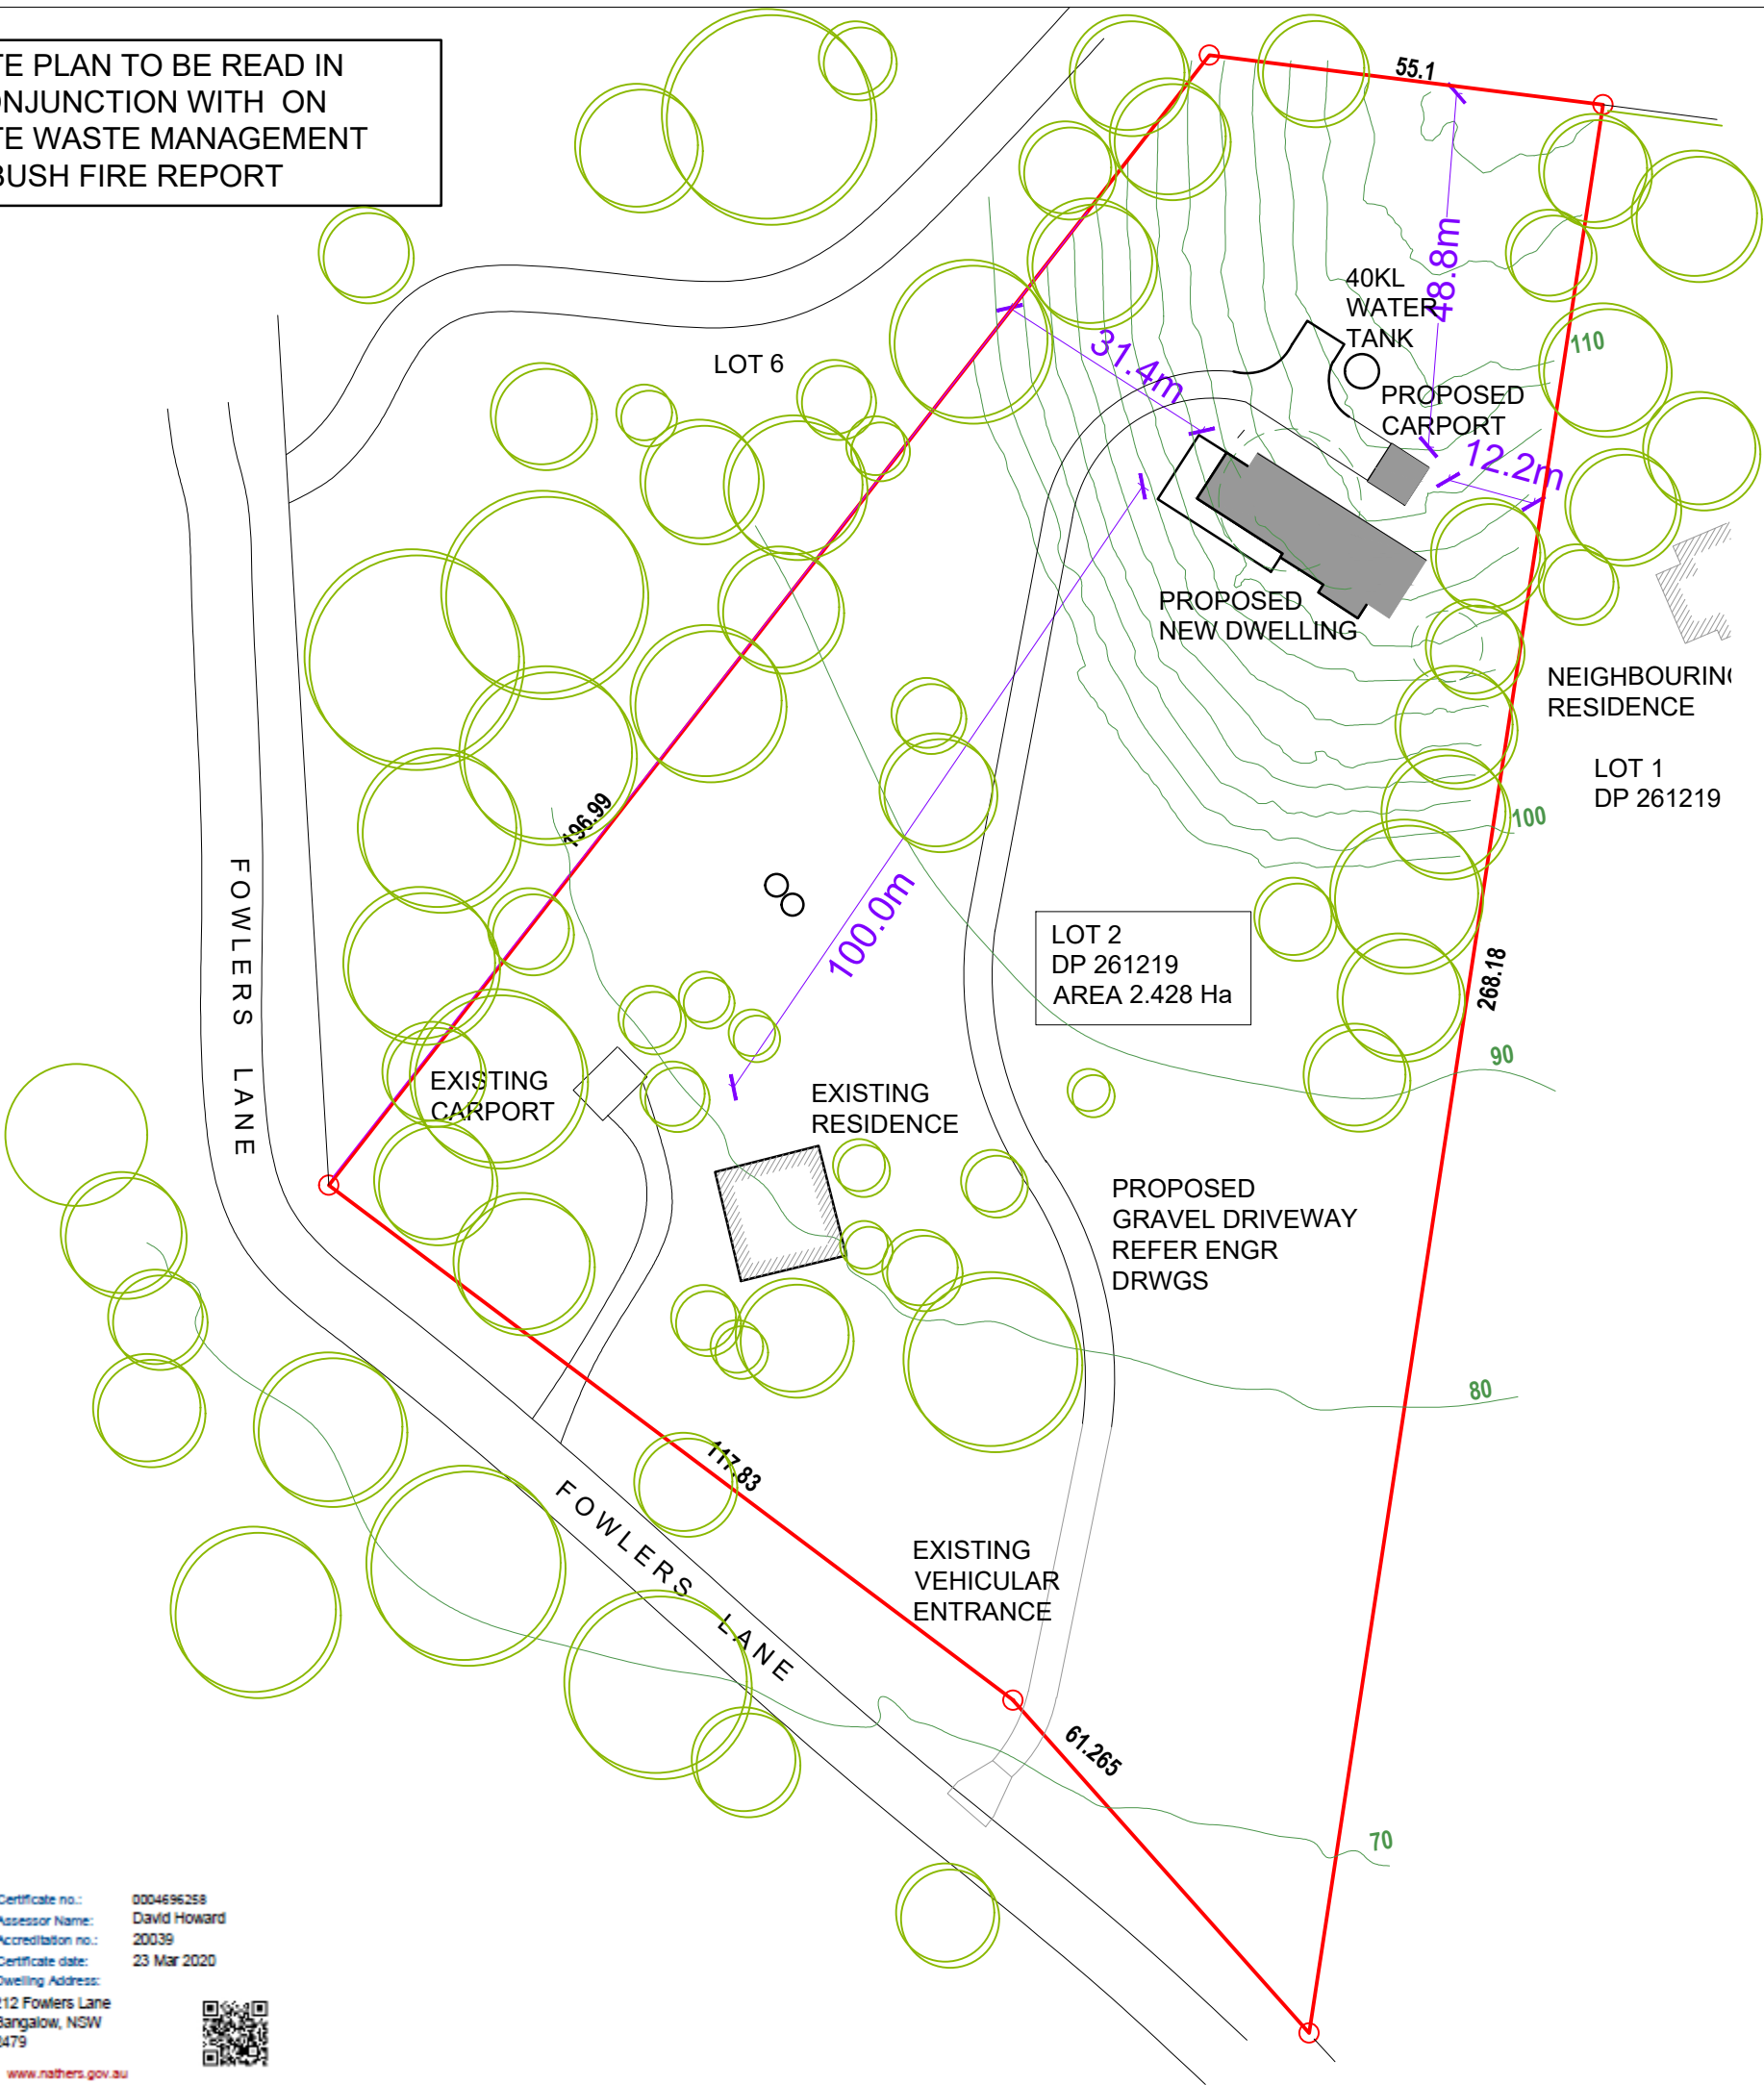 TE PLAN TO BE READ IN
ONJUNCTION WITH ON
TE WASTE MANAGEMENT
BUSH FIRE REPORT
55.1
48.8m
40KL
WATER
TANK
110
31.4m
LOT 6
PROPOSED
CARPORT
12.2m
PROPOSED
NEW DWELLING
NEIGHBOURING
RESIDENCE
LOT 1
DP 261219
100
196.99
FOWLERS LANE
100.0m
LOT 2
DP 261219
AREA 2.428 Ha
268.18
90
EXISTING
CARPORT
EXISTING
RESIDENCE
PROPOSED
GRAVEL DRIVEWAY
REFER ENGR
DRWGS
80
117.83
FOWLERS LANE
EXISTING
VEHICULAR
ENTRANCE
61.265
70
Certificate no.: 0004696258
Assessor Name: David Howard
Accreditation no.: 20039
Certificate date: 23 Mar 2020
Dwelling Address:
212 Fowlers Lane
Bangalow, NSW
2479
www.nathers.gov.au